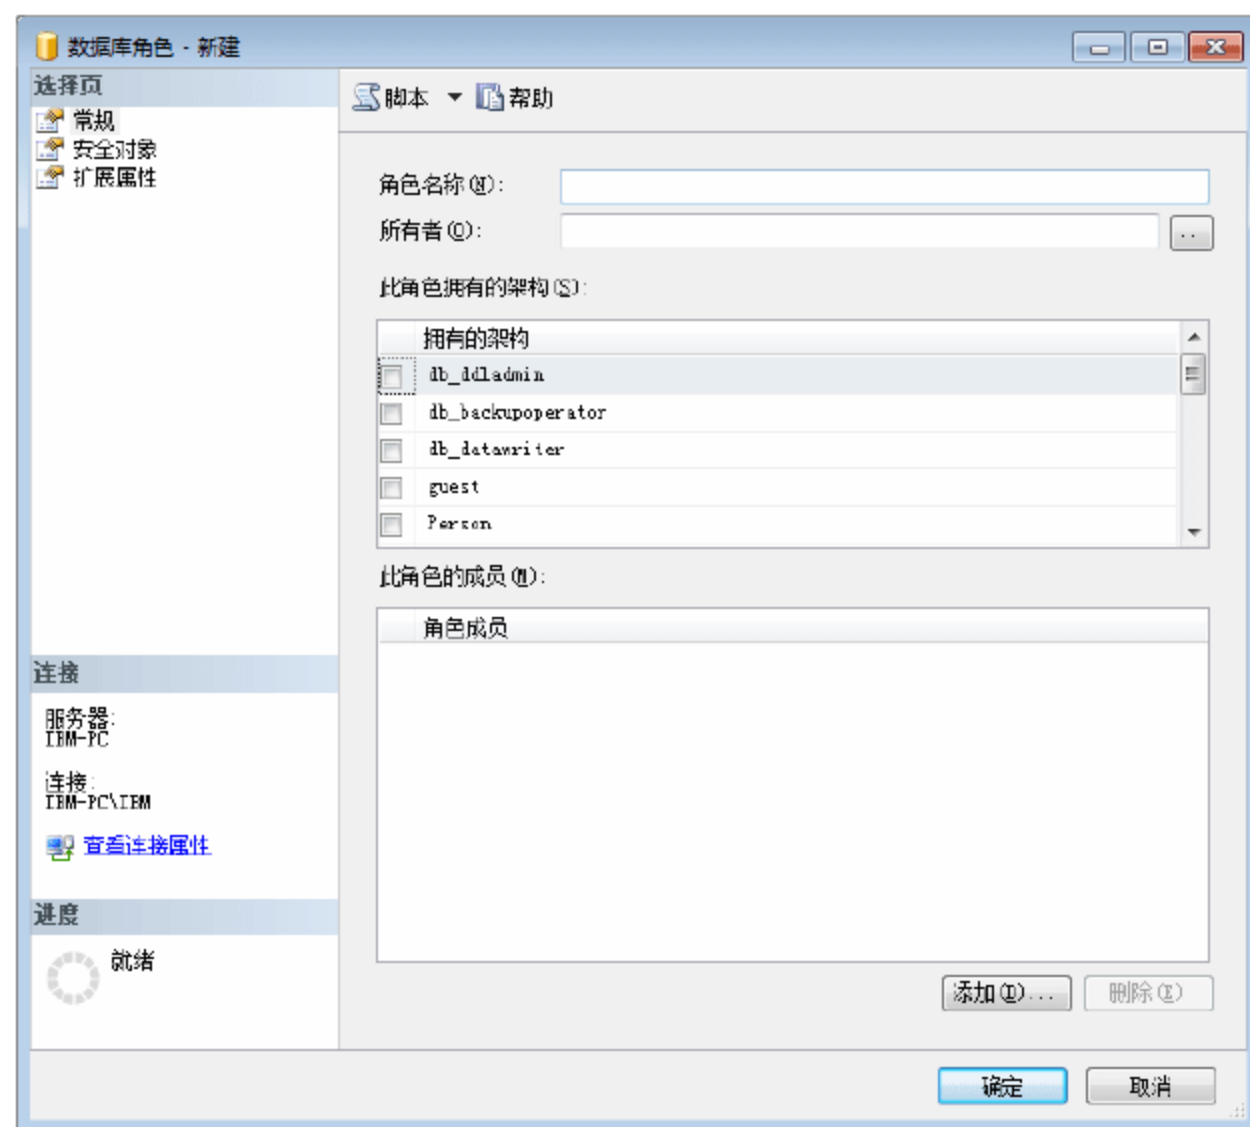 数据库角色 - 新建
选择页
常规
安全对象
扩展属性
脚本 帮助
角色名称(N):
所有者(O):
此角色拥有的架构(S):
拥有的架构
db_ddladmin
db_backupoperator
db_datawriter
guest
Person
此角色的成员(M):
角色成员
连接
服务器:
IBM-PC
连接:
IBM-PC\IBM
查看连接属性
进度
就绪
添加(D)...
删除(E)
确定
取消